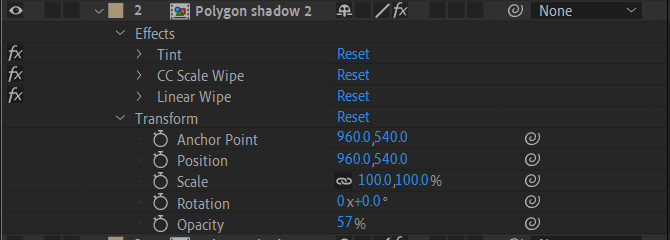 2 Polygon shadow 2 fx None
Effects
fx Tint Reset
fx CC Scale Wipe Reset
fx Linear Wipe Reset
Transform Reset
Anchor Point 960.0,540.0
Position 960.0,540.0
Scale 100.0,100.0%
Rotation 0x+0.0°
Opacity 57%